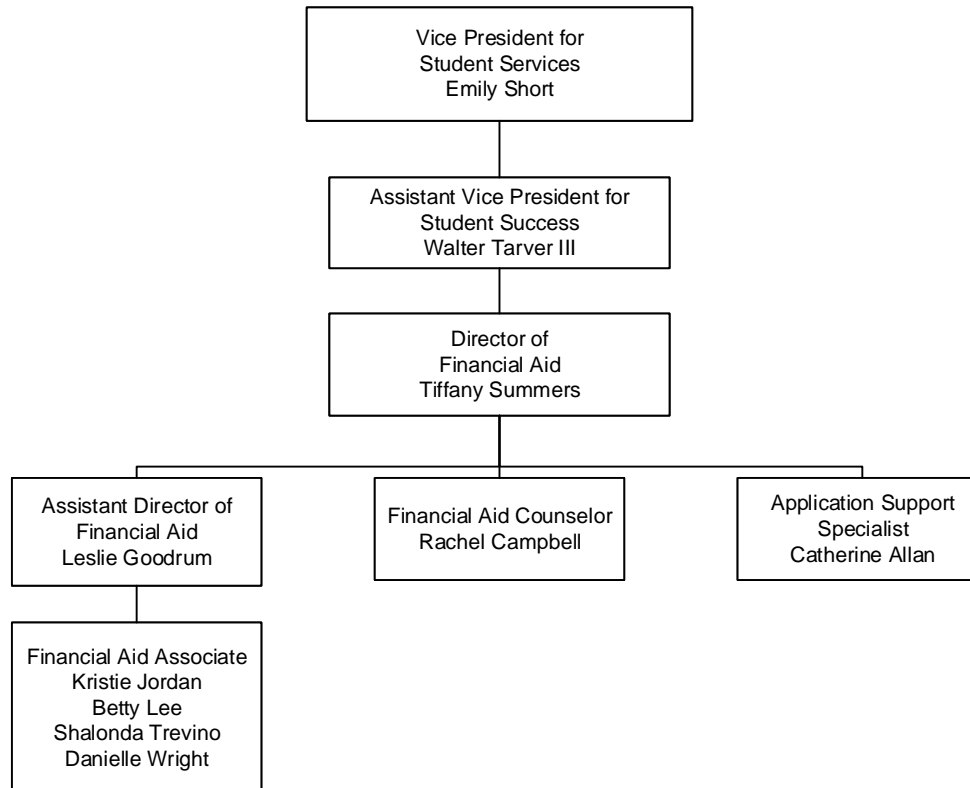 Vice President for
Student Services
Emily Short
Assistant Vice President for
Student Success
Walter Tarver III
Director of
Financial Aid
Tiffany Summers
Assistant Director of
Financial Aid
Leslie Goodrum
Financial Aid Counselor
Rachel Campbell
Application Support
Specialist
Catherine Allan
Financial Aid Associate
Kristie Jordan
Betty Lee
Shalonda Trevino
Danielle Wright